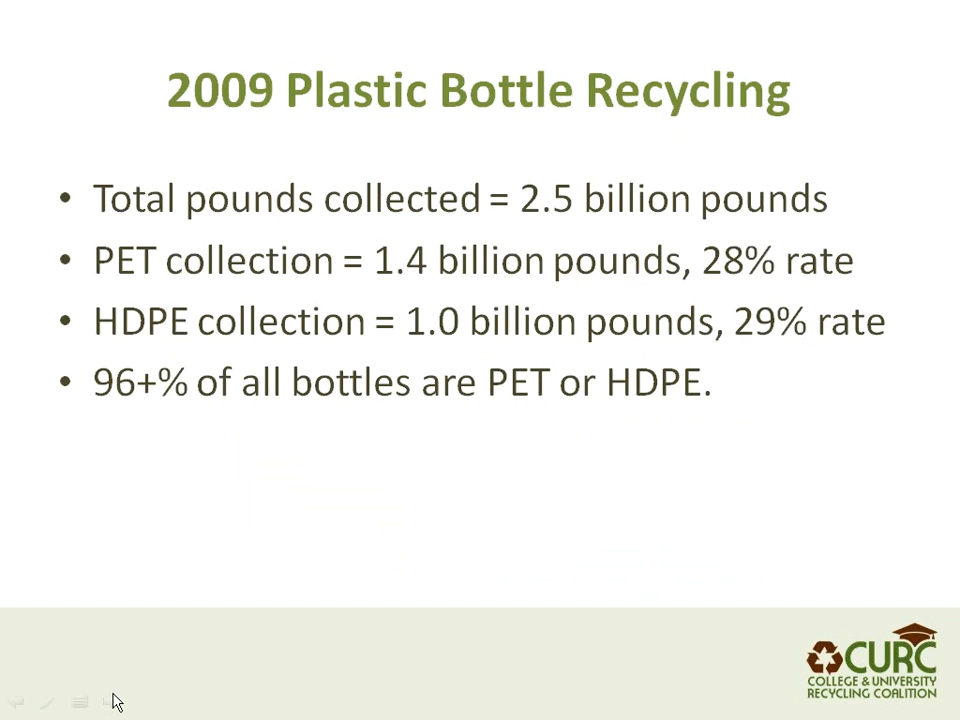 2009 Plastic Bottle Recycling
• Total pounds collected = 2.5 billion pounds
• PET collection = 1.4 billion pounds, 28% rate
• HDPE collection = 1.0 billion pounds, 29% rate
• 96+% of all bottles are PET or HDPE.
CURC
COLLEGE & UNIVERSITY
RECYCLING COALITION